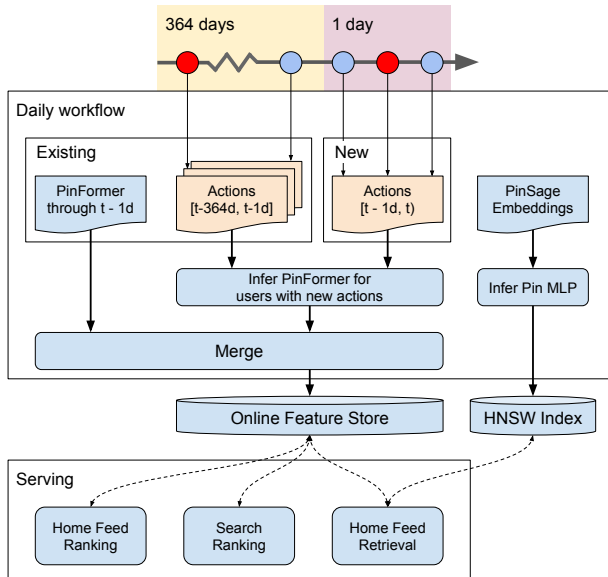 364 days
1 day
Daily workflow
Existing
New
PinFormer
through t - 1d
Actions
[t-364d, t-1d]
Actions
[t - 1d, t)
PinSage
Embeddings
Infer PinFormer for
users with new actions
Infer Pin MLP
Merge
Online Feature Store
HNSW Index
Serving
Home Feed
Ranking
Search
Ranking
Home Feed
Retrieval